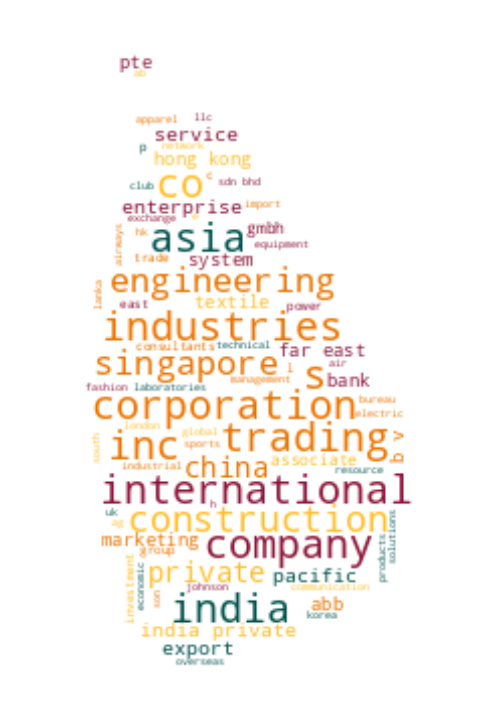 pte
ab
apparel llc
service
p network
hong kong
club co c sdn bhd
enterprise import
exchange
airways hk asia gmbh
equipment
trade system
lanka engineering
east textile power
industries
consultants technical far east
singapore l air
management s bank
fashion laboratories
corporation bureau
electric
south london global trading b v
inc sports
industrial china associate
resource
international
h
uk ag construction solutions
marketing group company products
investment economic private pacific
son johnson communication
india abb
korea
india private
export
overseas